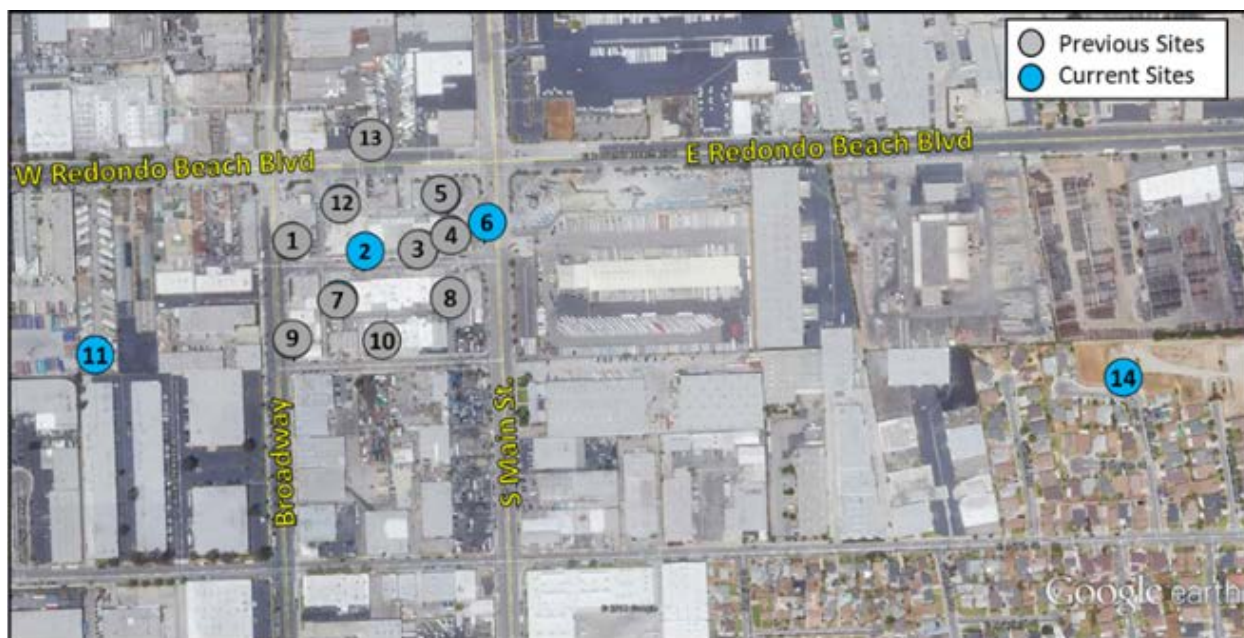 Previous Sites
Current Sites
13
W Redondo Beach Blvd
E Redondo Beach Blvd
5
12
6
1
2
3
4
7
8
9
10
11
14
Broadway
S Main St.
Google earth